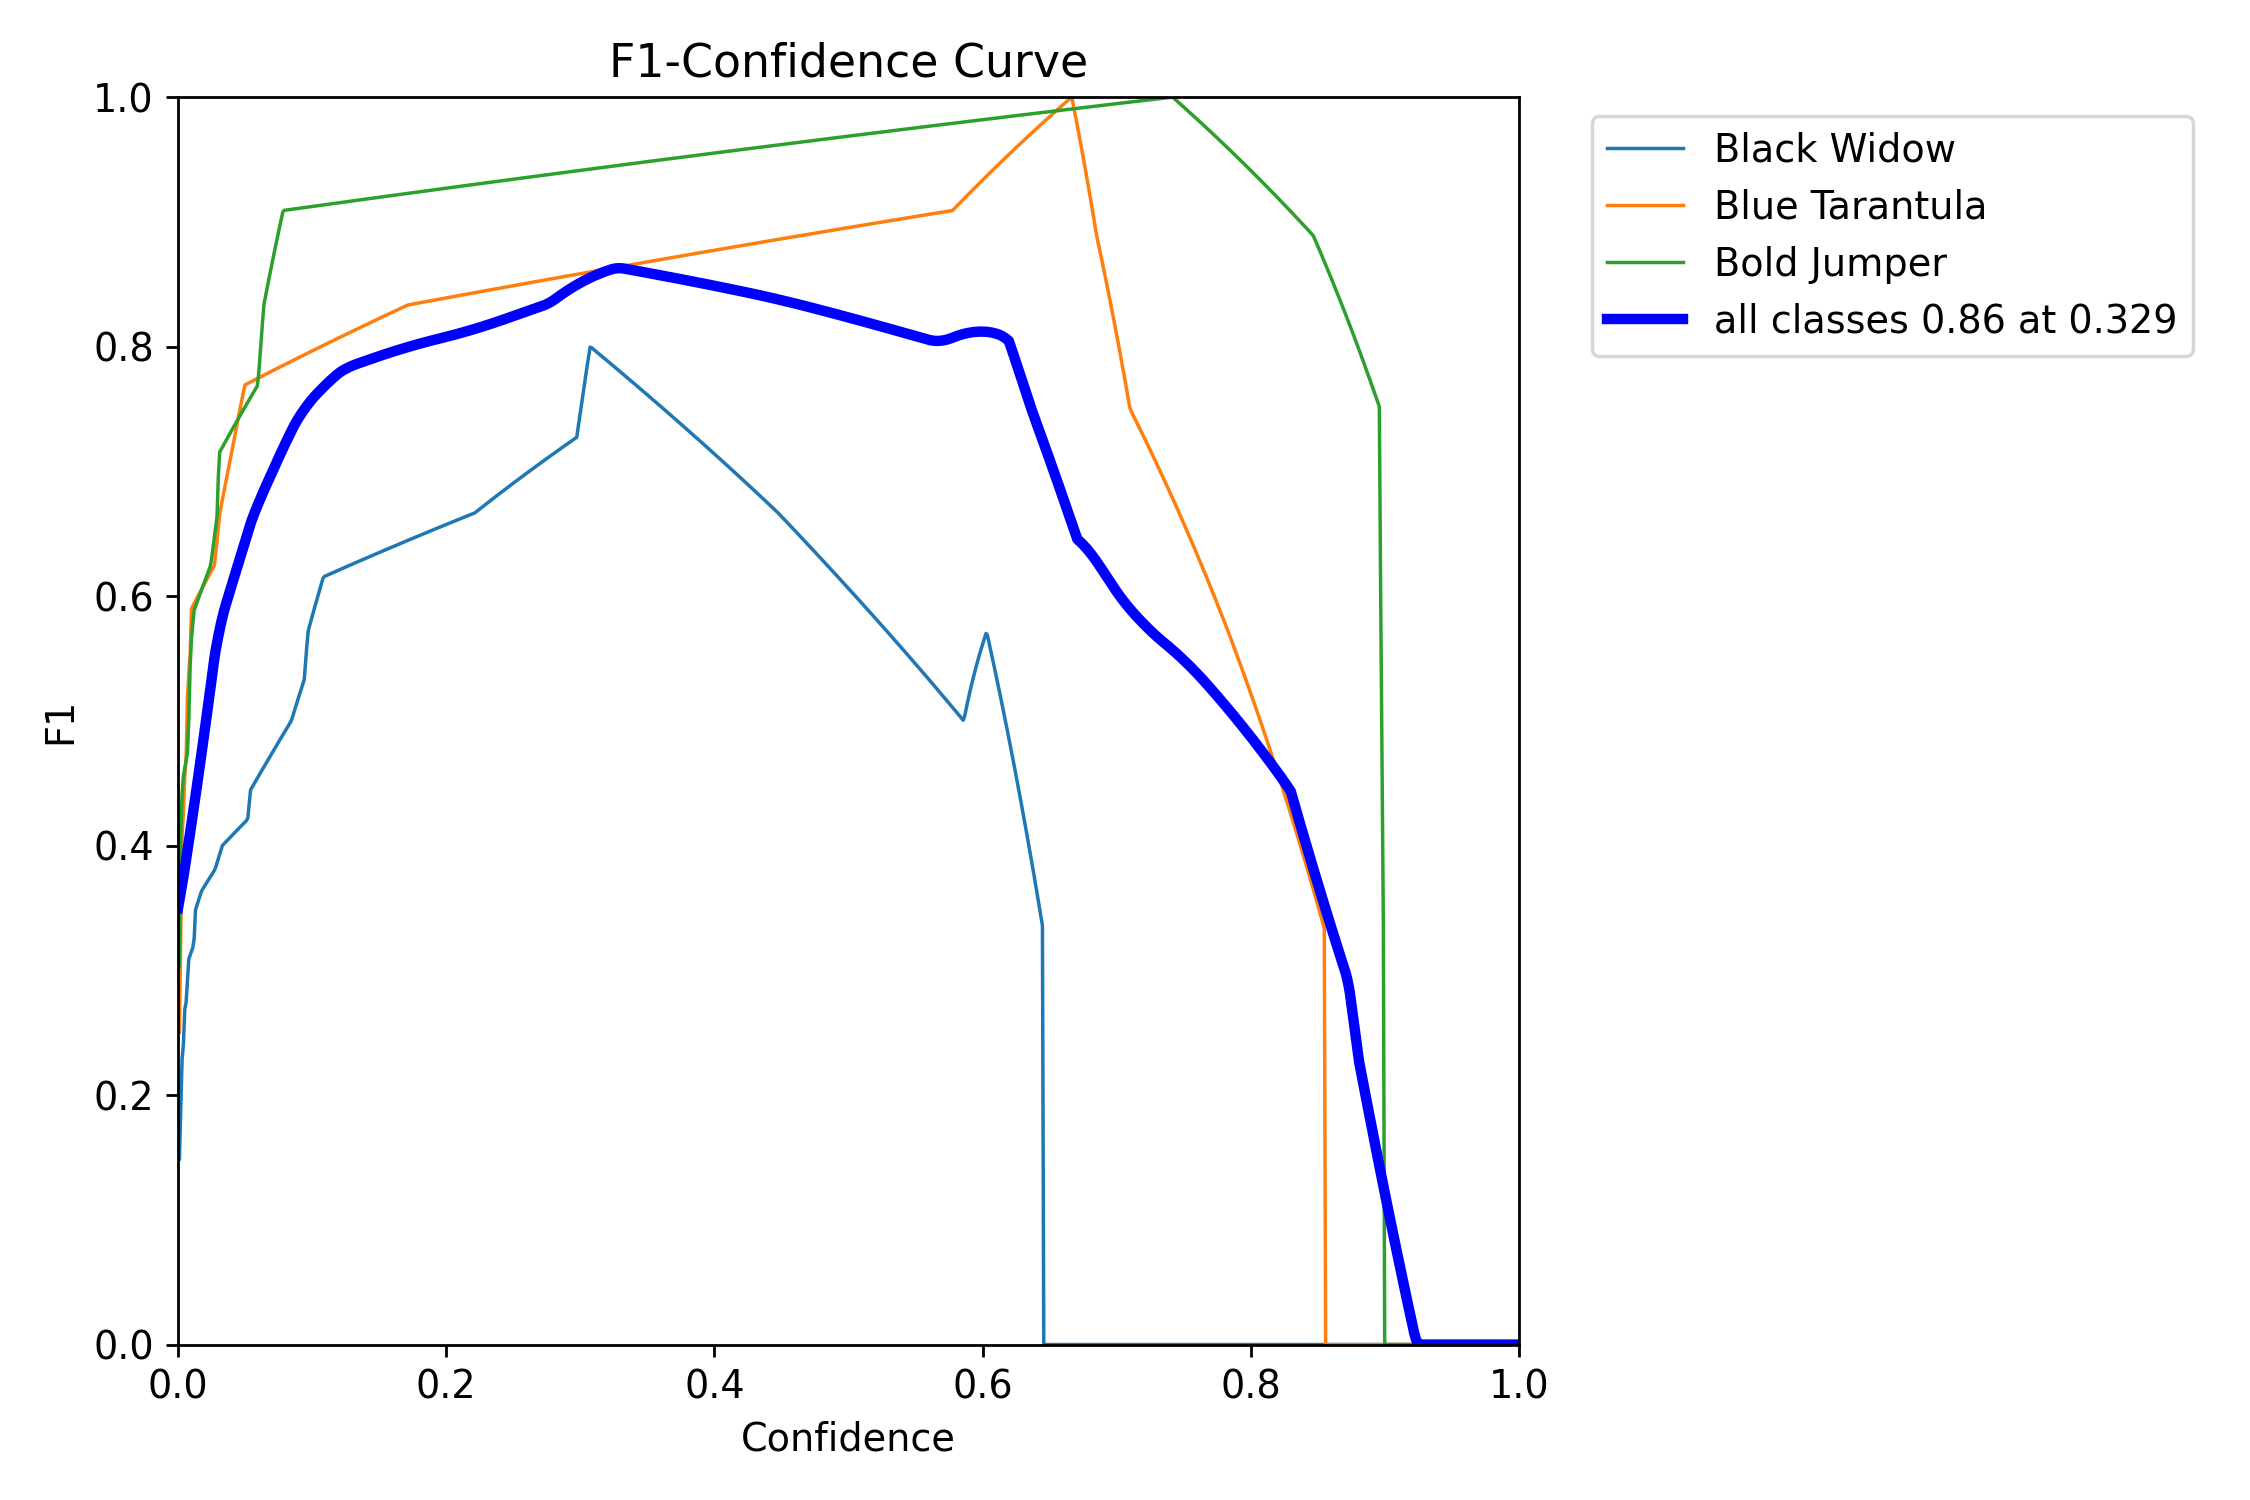 F1-Confidence Curve
1.0
0.8
0.6
0.4
0.2
0.0
F1
0.0 0.2 0.4 0.6 0.8 1.0
Confidence
Black Widow
Blue Tarantula
Bold Jumper
all classes 0.86 at 0.329